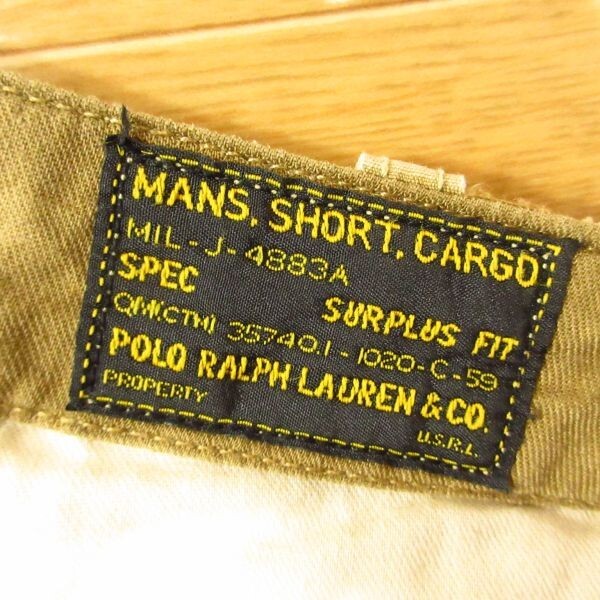 MANS, SHORT, CARGO
MIL-J-4883A
SPEC SURPLUS FIT
QM(CTM) 35740.1-1020-C-59
POLO RALPH LAUREN & CO.
PROPERTY U.S.R.L.